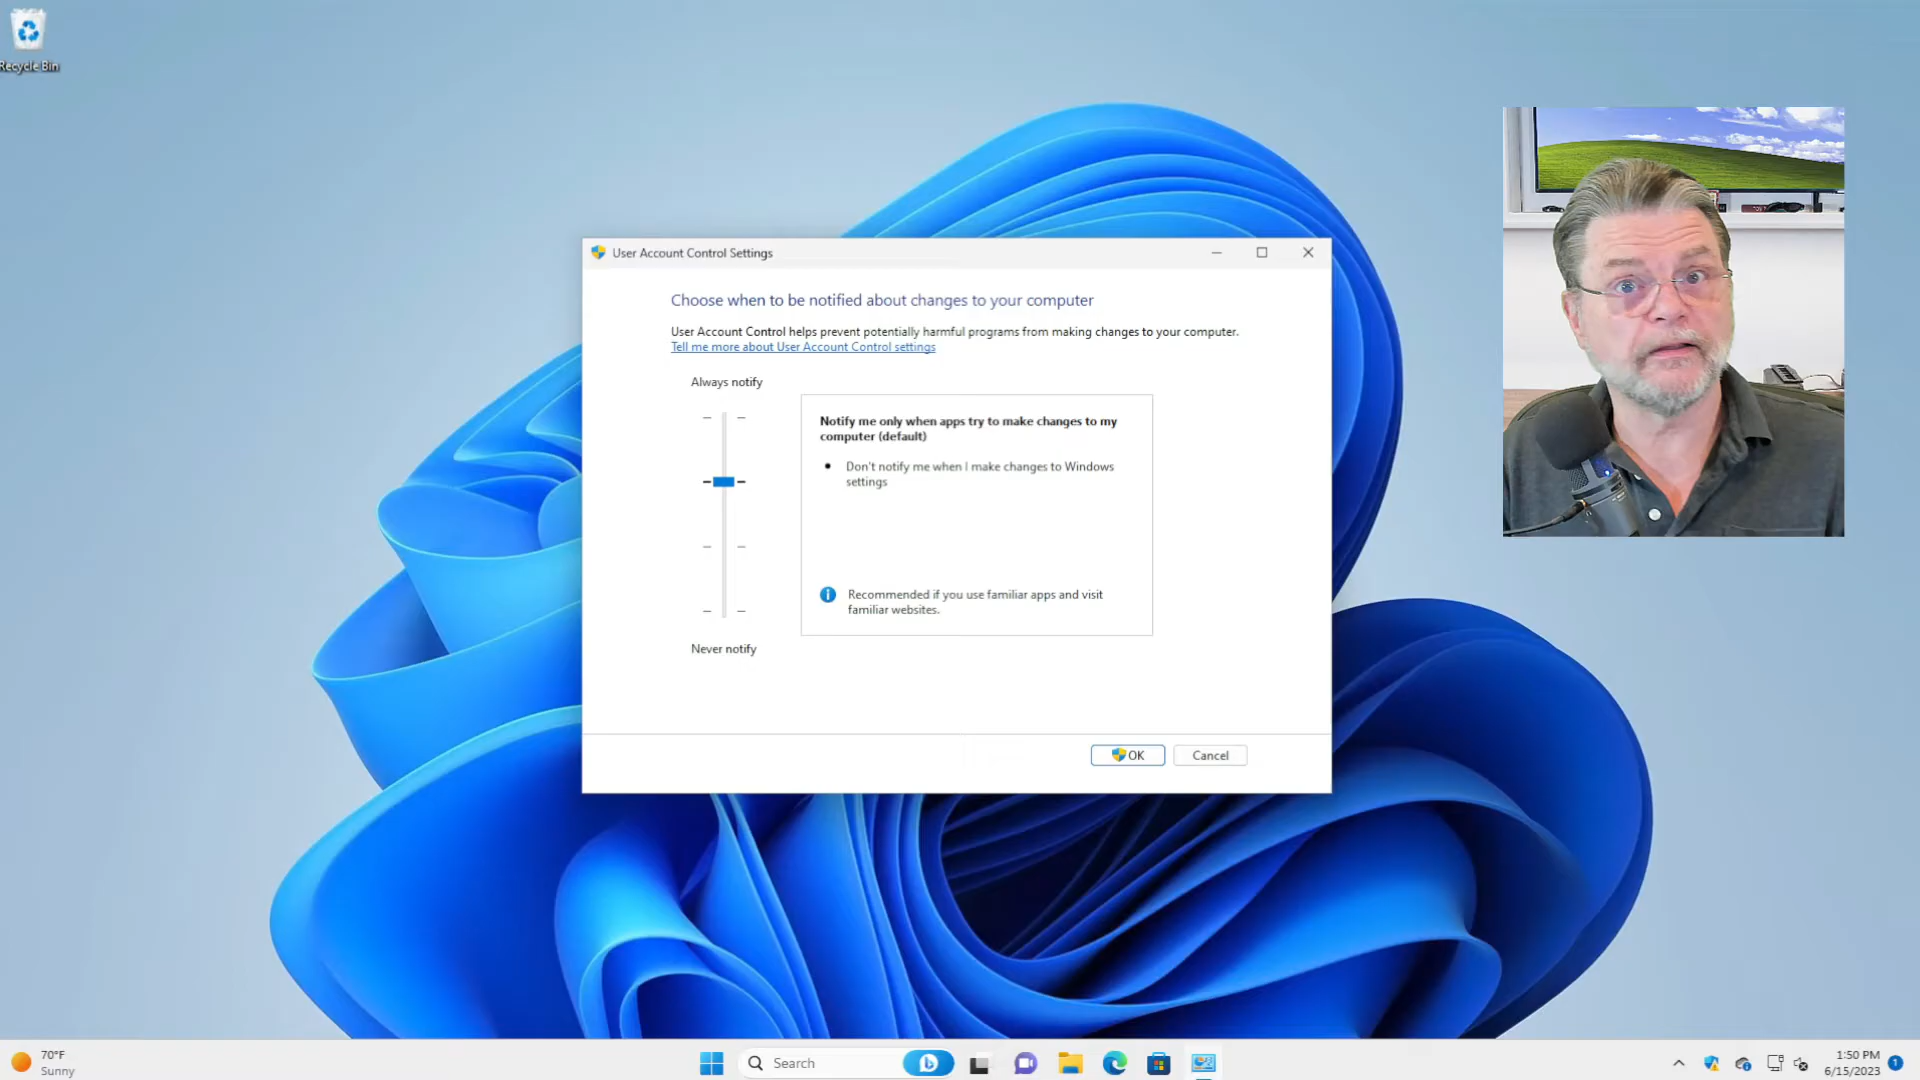 Recycle Bin
User Account Control Settings
Choose when to be notified about changes to your computer
User Account Control helps prevent potentially harmful programs from making changes to your computer.
Tell me more about User Account Control settings
Always notify
Notify me only when apps try to make changes to my
computer (default)
Don't notify me when I make changes to Windows
settings
Recommended if you use familiar apps and visit
familiar websites.
Never notify
OK
Cancel
70°F
Sunny
Search
1:50 PM
6/15/2023
1